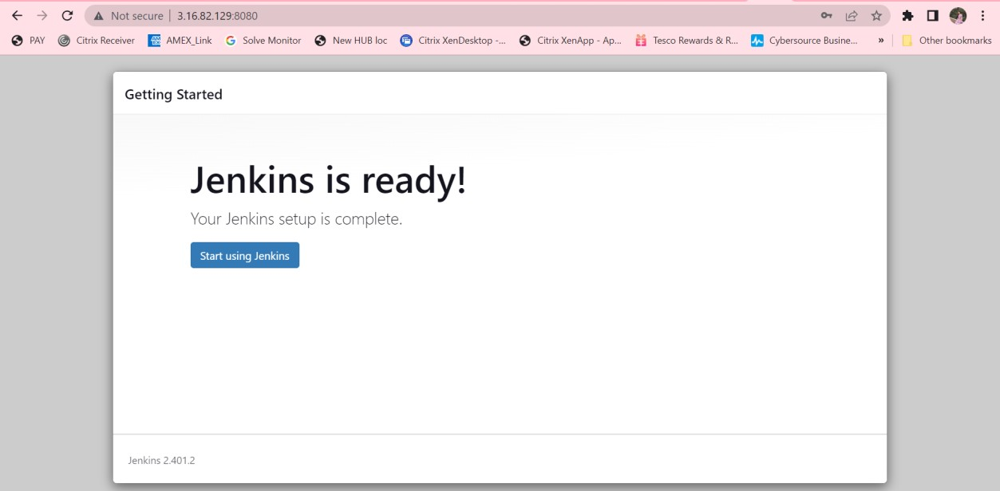 Not secure | 3.16.82.129:8080
PAY Citrix Receiver AMEX_Link Solve Monitor New HUB loc Citrix XenDesktop -... Citrix XenApp - Ap... Tesco Rewards & R... Cybersource Busine... » Other bookmarks
Getting Started
Jenkins is ready!
Your Jenkins setup is complete.
Start using Jenkins
Jenkins 2.401.2